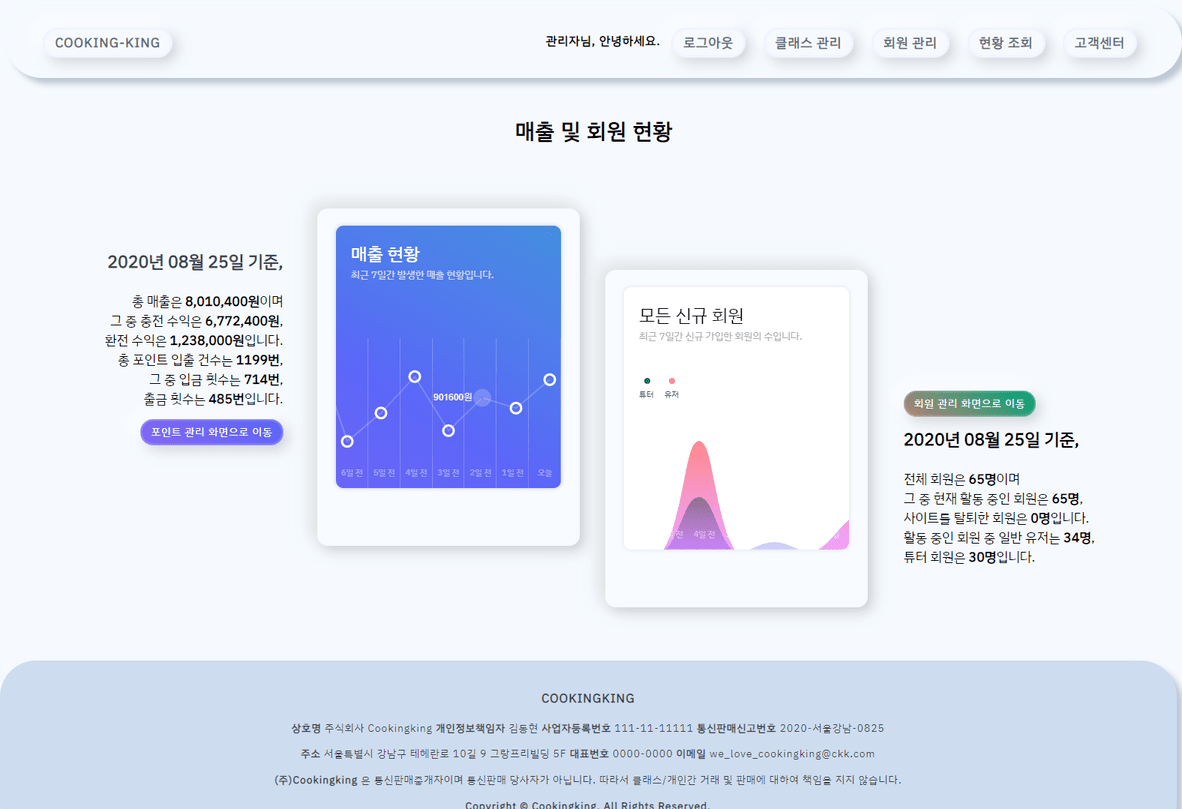 COOKING-KING
관리자님, 안녕하세요. 로그아웃 클래스 관리 회원 관리 현황 조회 고객센터
매출 및 회원 현황
2020년 08월 25일 기준,
총 매출은 8,010,400원이며
그 중 충전 수익은 6,772,400원,
환전 수익은 1,238,000원입니다.
총 포인트 입출 건수는 1199번,
그 중 입금 횟수는 714번,
출금 횟수는 485번입니다.
포인트 관리 화면으로 이동
매출 현황
최근 7일간 발생한 매출 현황입니다.
901600원
6일 전 5일 전 4일 전 3일 전 2일 전 1일 전 오늘
모든 신규 회원
최근 7일간 신규 가입한 회원의 수입니다.
튜터 유저
전 4일 전
회원 관리 화면으로 이동
2020년 08월 25일 기준,
전체 회원은 65명이며
그 중 현재 활동 중인 회원은 65명,
사이트를 탈퇴한 회원은 0명입니다.
활동 중인 회원 중 일반 유저는 34명,
튜터 회원은 30명입니다.
COOKINGKING
상호명 주식회사 Cookingking 개인정보책임자 김동현 사업자등록번호 111-11-11111 통신판매신고번호 2020-서울강남-0825
주소 서울특별시 강남구 테헤란로 10길 9 그랑프리빌딩 5F 대표번호 0000-0000 이메일 we_love_cookingking@ckk.com
(주)Cookingking 은 통신판매중개자이며 통신판매 당사자가 아닙니다. 따라서 클래스/개인간 거래 및 판매에 대하여 책임을 지지 않습니다.
Copyright © Cookingking. All Rights Reserved.